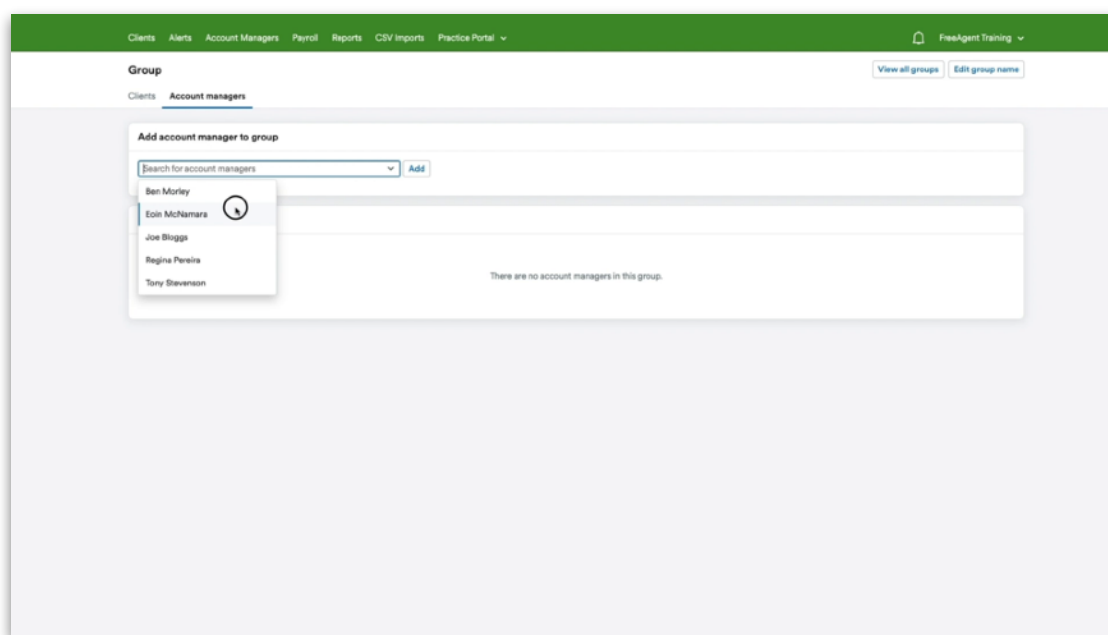 Clients Alerts Account Managers Payroll Reports CSV Imports Practice Portal FreeAgent Training
Group View all groups Edit group name
Clients Account managers
Add account manager to group
Search for account managers Add
Ben Morley
Eoin McNamara
Joe Bloggs
Regina Pereira
There are no account managers in this group.
Tony Stevenson